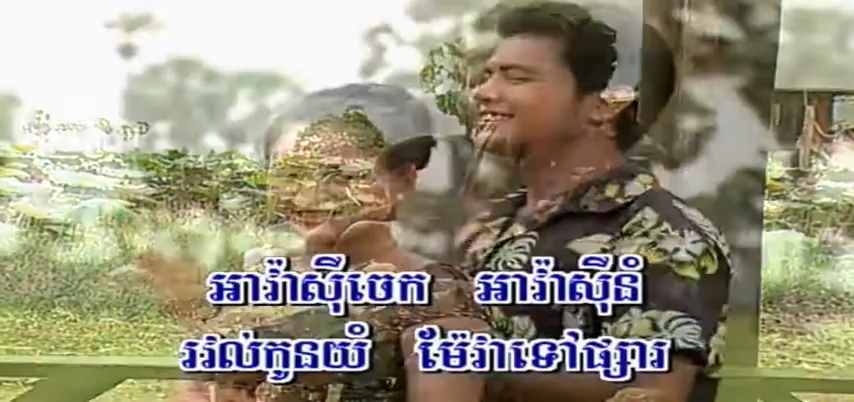 អាវ៉ាស៊ីចេក អាវ៉ាស៊ីនំ
រវល់កូនយំ ម៉ែវាទៅផ្សារ